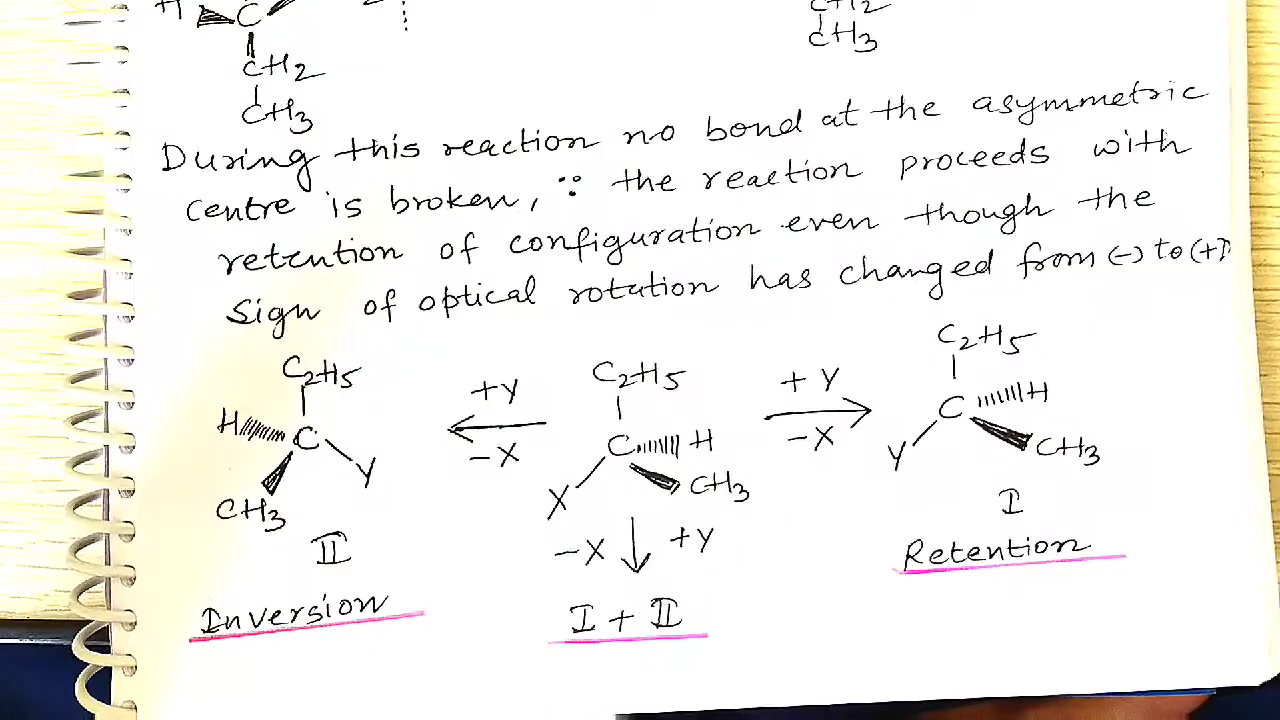 H C CH2
CH2 CH3
CH3
During this reaction no bond at the asymmetric
centre is broken, ∵ the reaction proceeds with
retention of configuration even though the
Sign of optical rotation has changed from (-) to (+)
C2H5 C2H5 C2H5
H C Y +Y -X C H +Y -X C H
CH3 X CH3 Y CH3
II -X +Y I
Inversion I + II Retention